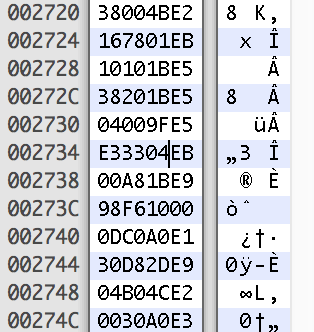 002720 38004BE2 8 K‚
002724 167801EB x Î
002728 10101BE5 Â
00272C 38201BE5 8 Â
002730 04009FE5 üÂ
002734 E33304EB „3 Î
002738 00A81BE9 ® È
00273C 98F61000 òˆ
002740 0DC0A0E1 ¿†·
002744 30D82DE9 0ÿ-È
002748 04B04CE2 ∞L‚
00274C 0030A0E3 0†„